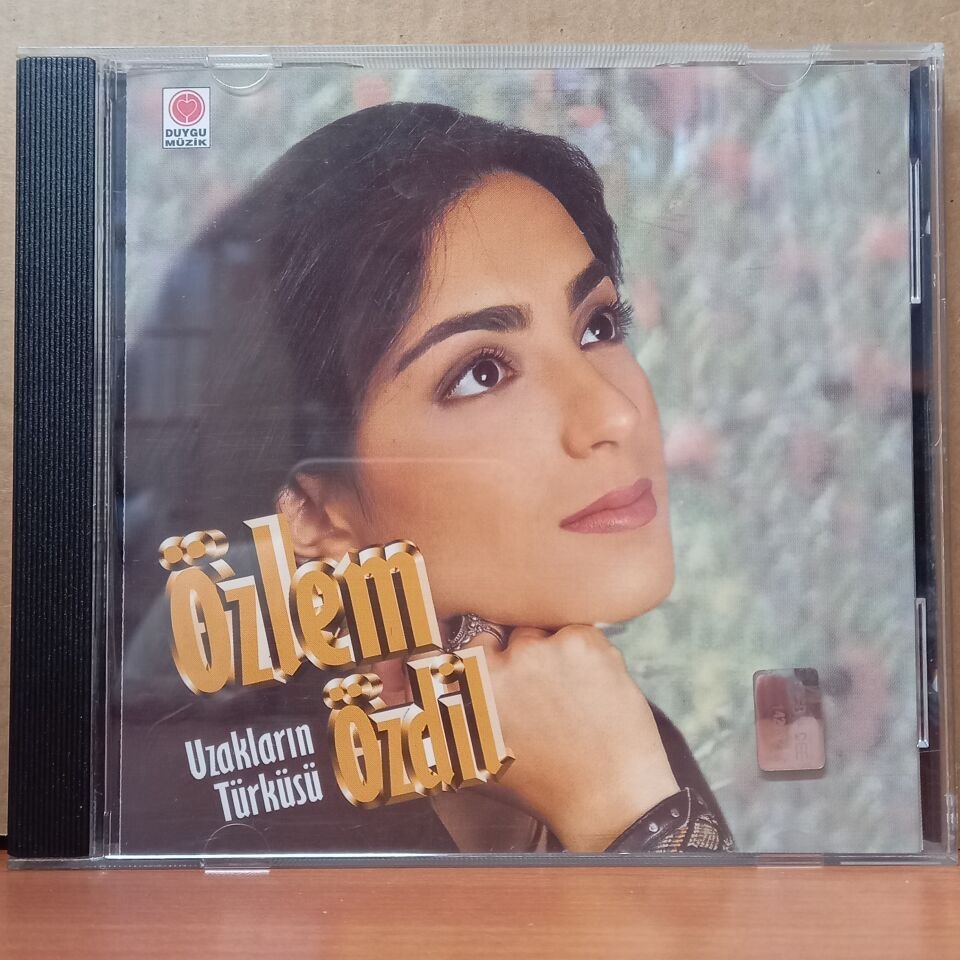 DUYGU
MÜZİK
Özlem
Özdil
Uzakların
Türküsü